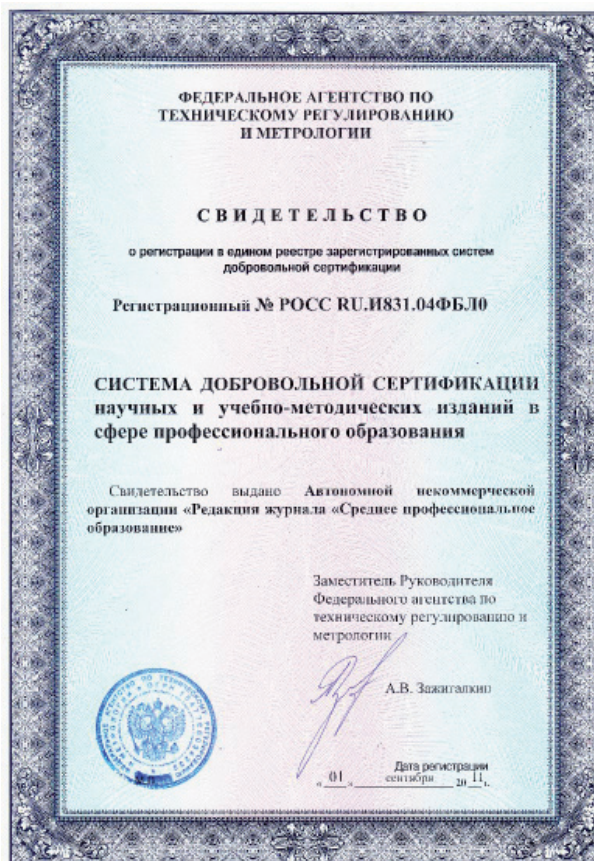 ФЕДЕРАЛЬНОЕ АГЕНТСТВО ПО
ТЕХНИЧЕСКОМУ РЕГУЛИРОВАНИЮ
И МЕТРОЛОГИИ
СВИДЕТЕЛЬСТВО
о регистрации в едином реестре зарегистрированных систем
добровольной сертификации
Регистрационный № РОСС RU.И831.04ФБЛ0
СИСТЕМА ДОБРОВОЛЬНОЙ СЕРТИФИКАЦИИ
научных и учебно-методических изданий в
сфере профессионального образования
Свидетельство выдано Автономной некоммерческой
организации «Редакция журнала «Среднее профессиональное
образование»
Заместитель Руководителя
Федерального агентства по
техническому регулированию и
метрологии
А.В. Зажигалкин
Дата регистрации
« 01 » сентября 20 11 г.